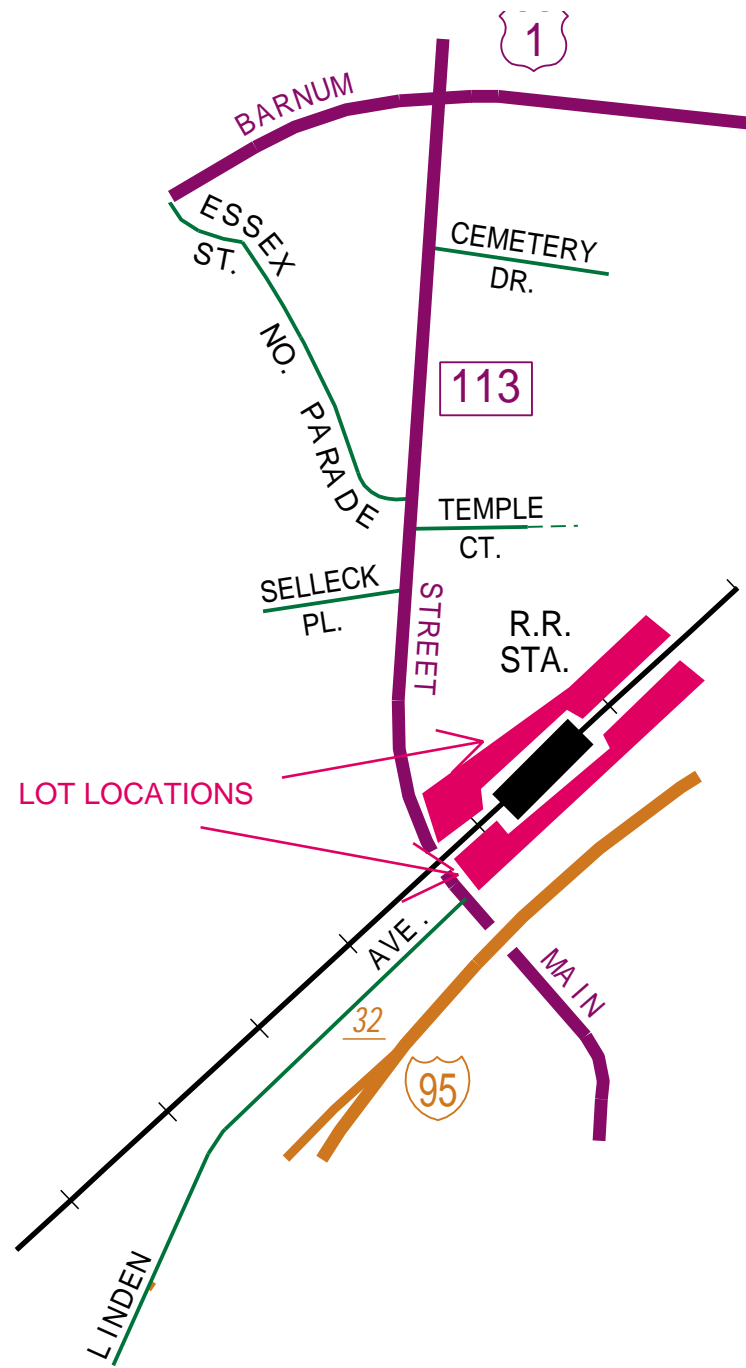 1
BARNUM
ESSEX
ST.
CEMETERY
DR.
NO. PARADE
113
TEMPLE
CT.
SELLECK
PL.
STREET
R.R.
STA.
LOT LOCATIONS
AVE.
MAIN
32
95
LINDEN